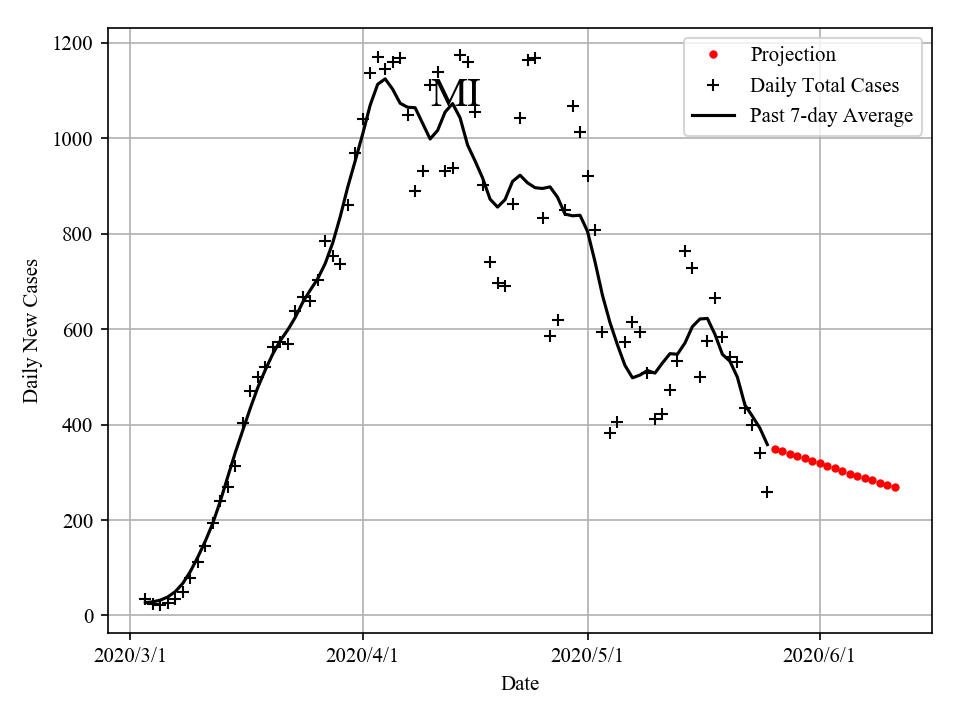 MI
Projection
Daily Total Cases
Past 7-day Average
1200
1000
800
600
400
200
0
Daily New Cases
2020/3/1
2020/4/1
2020/5/1
2020/6/1
Date